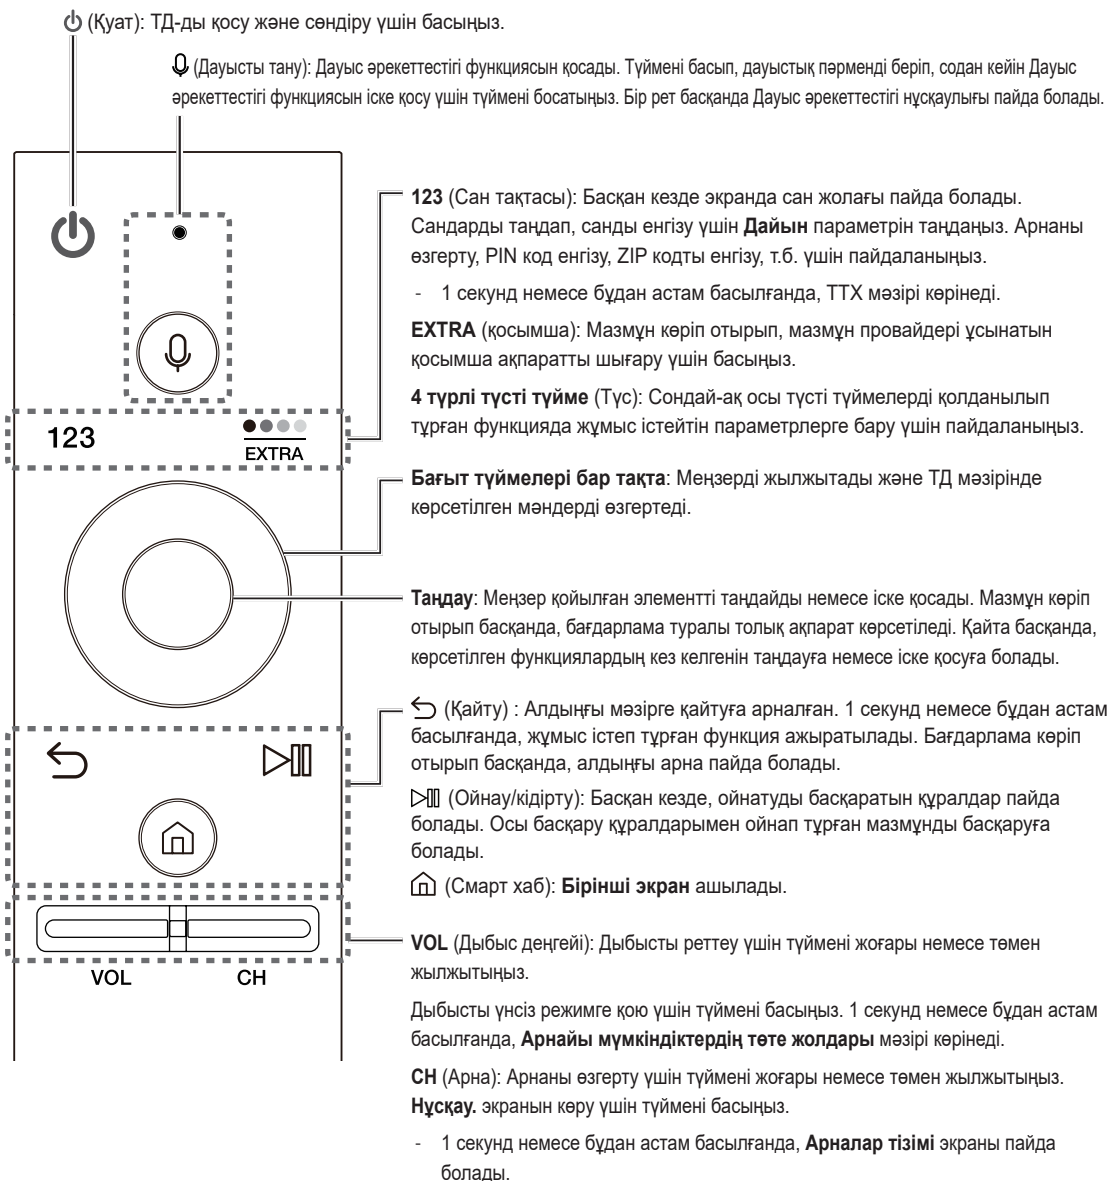 (Қуат): ТД-ды қосу және сөндіру үшін басыңыз.
(Дауысты тану): Дауыс әрекеттестігі функциясын қосады. Түймені басып, дауыстық пәрменді беріп, содан кейін Дауыс
әрекеттестігі функциясын іске қосу үшін түймені босатыңыз. Бір рет басқанда Дауыс әрекеттестігі нұсқаулығы пайда болады.
123 (Сан тақтасы): Басқан кезде экранда сан жолағы пайда болады.
Сандарды таңдап, санды енгізу үшін Дайын параметрін таңдаңыз. Арнаны
өзгерту, PIN код енгізу, ZIP кодты енгізу, т.б. үшін пайдаланыңыз.
- 1 секунд немесе бұдан астам басылғанда, TTX мәзірі көрінеді.
EXTRA (қосымша): Мазмұн көріп отырып, мазмұн провайдері ұсынатын
қосымша ақпаратты шығару үшін басыңыз.
4 түрлі түсті түйме (Түс): Сондай-ақ осы түсті түймелерді қолданылып
тұрған функцияда жұмыс істейтін параметрлерге бару үшін пайдаланыңыз.
123
EXTRA
Бағыт түймелері бар тақта: Меңзерді жылжытады және ТД мәзірінде
көрсетілген мәндерді өзгертеді.
Таңдау: Меңзер қойылған элементті таңдайды немесе іске қосады. Мазмұн көріп
отырып басқанда, бағдарлама туралы толық ақпарат көрсетіледі. Қайта басқанда,
көрсетілген функциялардың кез келгенін таңдауға немесе іске қосуға болады.
(Қайту) : Алдыңғы мәзірге қайтуға арналған. 1 секунд немесе бұдан астам
басылғанда, жұмыс істеп тұрған функция ажыратылады. Бағдарлама көріп
отырып басқанда, алдыңғы арна пайда болады.
(Ойнау/кідірту): Басқан кезде, ойнатуды басқаратын құралдар пайда
болады. Осы басқару құралдарымен ойнап тұрған мазмұнды басқаруға
болады.
(Смарт хаб): Бірінші экран ашылады.
VOL
CH
VOL (Дыбыс деңгейі): Дыбысты реттеу үшін түймені жоғары немесе төмен
жылжытыңыз.
Дыбысты үнсіз режимге қою үшін түймені басыңыз. 1 секунд немесе бұдан астам
басылғанда, Арнайы мүмкіндіктердің төте жолдары мәзірі көрінеді.
CH (Арна): Арнаны өзгерту үшін түймені жоғары немесе төмен жылжытыңыз.
Нұсқау. экранын көру үшін түймені басыңыз.
- 1 секунд немесе бұдан астам басылғанда, Арналар тізімі экраны пайда
болады.